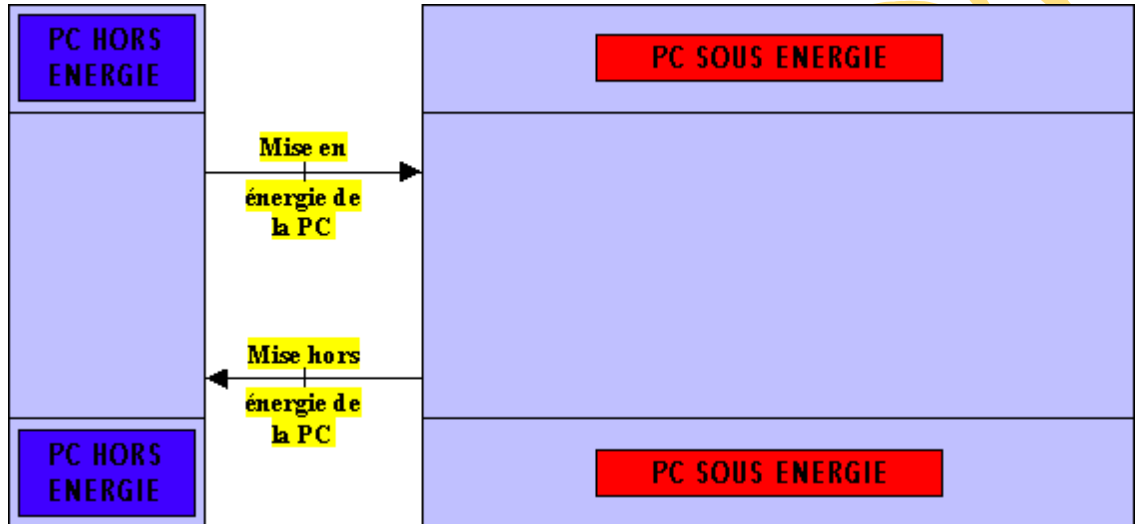 PC HORS
ENERGIE
PC SOUS ENERGIE
Mise en
énergie de
la PC
Mise hors
énergie de
la PC
PC HORS
ENERGIE
PC SOUS ENERGIE